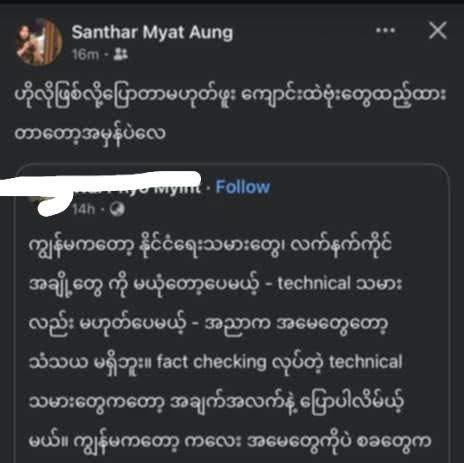 Santhar Myat Aung
16m
ဟိုလိုဖြစ်လို့ပြောတာမဟုတ်ဖူး ကျောင်းထဲဗုံးတွေထည့်ထား
တာတော့အမှန်ပဲလေ
Follow
14h
ကျွန်မကတော့ နိုင်ငံရေးသမားတွေ၊ လက်နက်ကိုင်
အချို့တွေ ကို မယုံတော့ပေမယ့် - technical သမား
လည်း မဟုတ်ပေမယ့် - အညာက အမေတွေတော့
သံသယ မရှိဘူး။ fact checking လုပ်တဲ့ technical
သမားတွေကတော့ အချက်အလက်နဲ့ ပြောပါလိမ့်ယ့်
မယ်။ ကျွန်မကတော့ ကလေး အမေတွေကိုပဲ စခတွေက